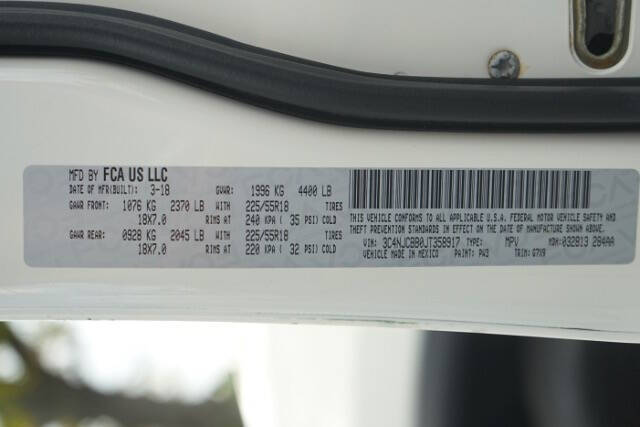 MFD BY FCA US LLC
DATE OF MFR(BUILT): 3-18 GVWR: 1996 KG 4400 LB
GAWR FRONT: 1076 KG 2370 LB WITH 225/55R18 TIRES
18X7.0 RIMS AT 240 KPA ( 35 PSI) COLD
GAWR REAR: 0928 KG 2045 LB WITH 225/55R18 TIRES
18X7.0 RIMS AT 220 KPA ( 32 PSI) COLD
THIS VEHICLE CONFORMS TO ALL APPLICABLE U.S.A. FEDERAL MOTOR VEHICLE SAFETY AND
THEFT PREVENTION STANDARDS IN EFFECT ON THE DATE OF MANUFACTURE SHOWN ABOVE.
VIN: 3C4NJCBB0JT358917 TYPE: MPV MDH: 032813 284AA
VEHICLE MADE IN MEXICO PAINT: PW3 TRIM: G7X9